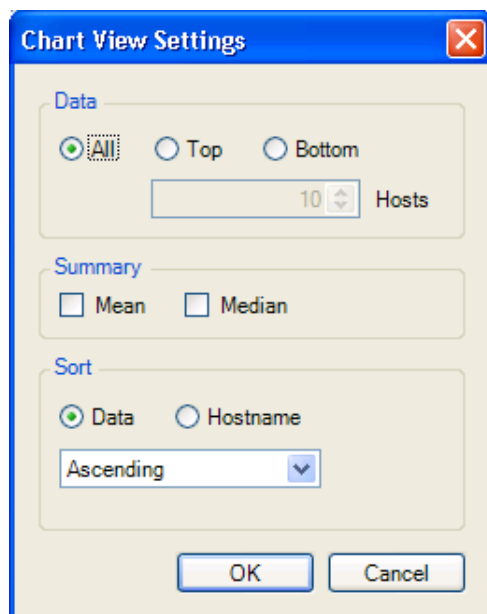 Chart View Settings
Data
All Top Bottom
10 Hosts
Summary
Mean Median
Sort
Data Hostname
Ascending
OK Cancel